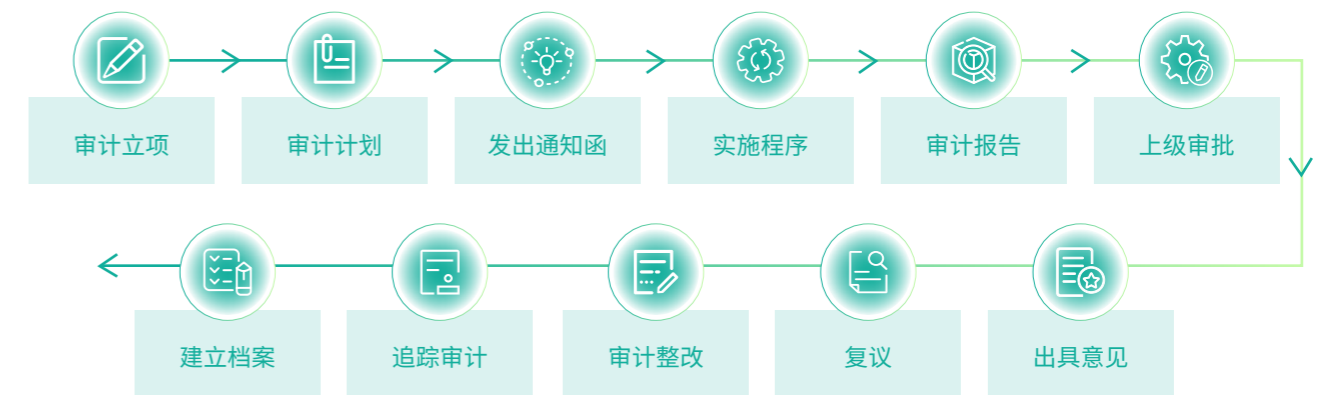 审计立项
审计计划
发出通知函
实施程序
审计报告
上级审批
建立档案
追踪审计
审计整改
复议
出具意见